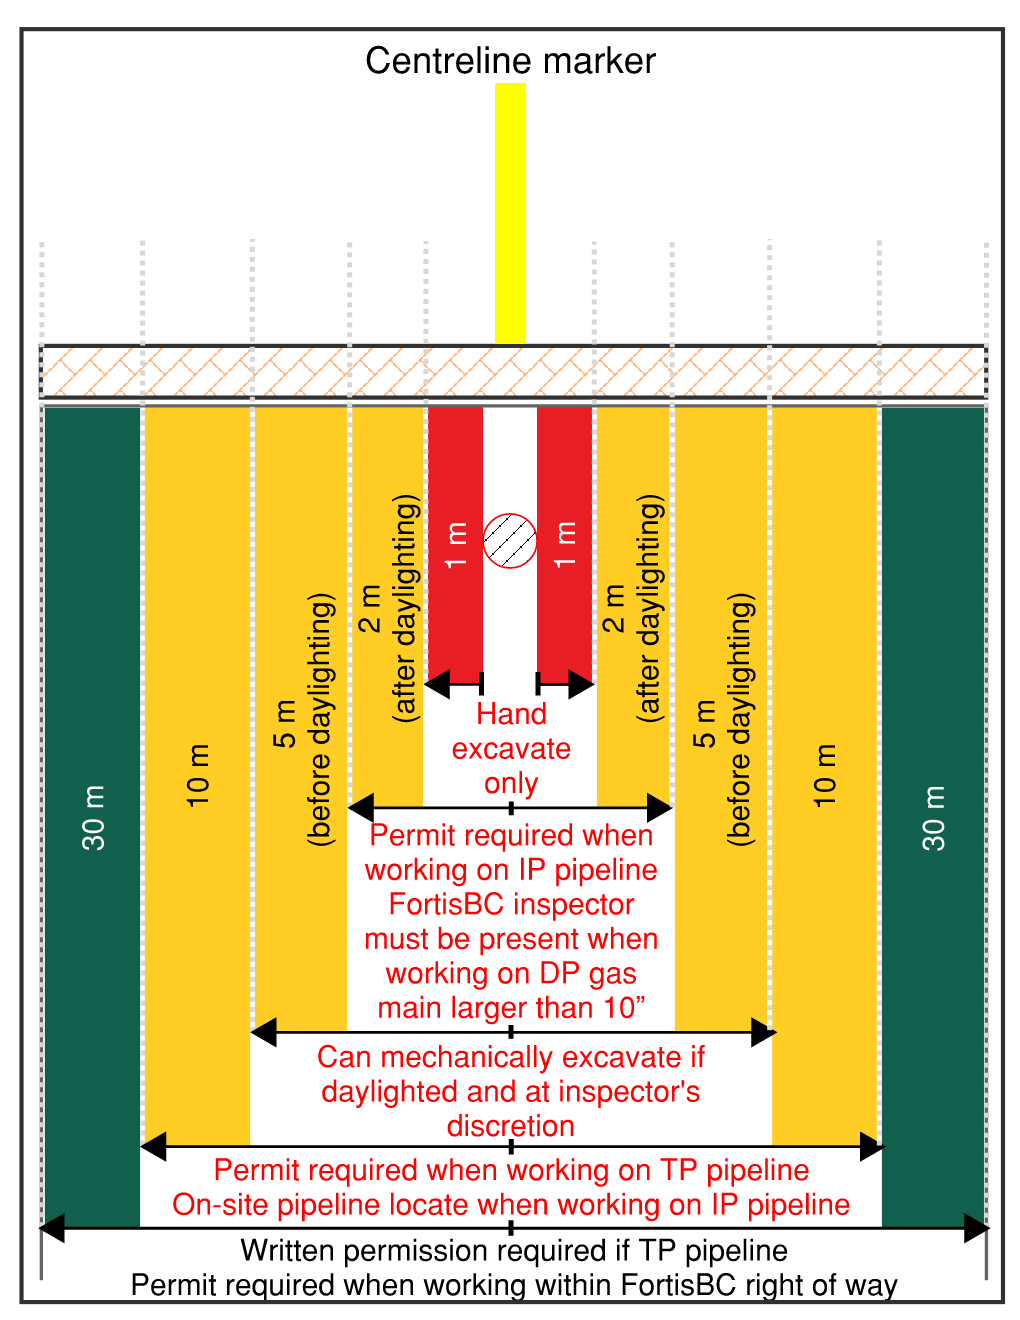 Centreline marker
30 m
10 m
5 m
(before daylighting)
2 m
(after daylighting)
1 m
1 m
2 m
(after daylighting)
5 m
(before daylighting)
10 m
30 m
Hand
excavate
only
Permit required when
working on IP pipeline
FortisBC inspector
must be present when
working on DP gas
main larger than 10”
Can mechanically excavate if
daylighted and at inspector's
discretion
Permit required when working on TP pipeline
On-site pipeline locate when working on IP pipeline
Written permission required if TP pipeline
Permit required when working within FortisBC right of way